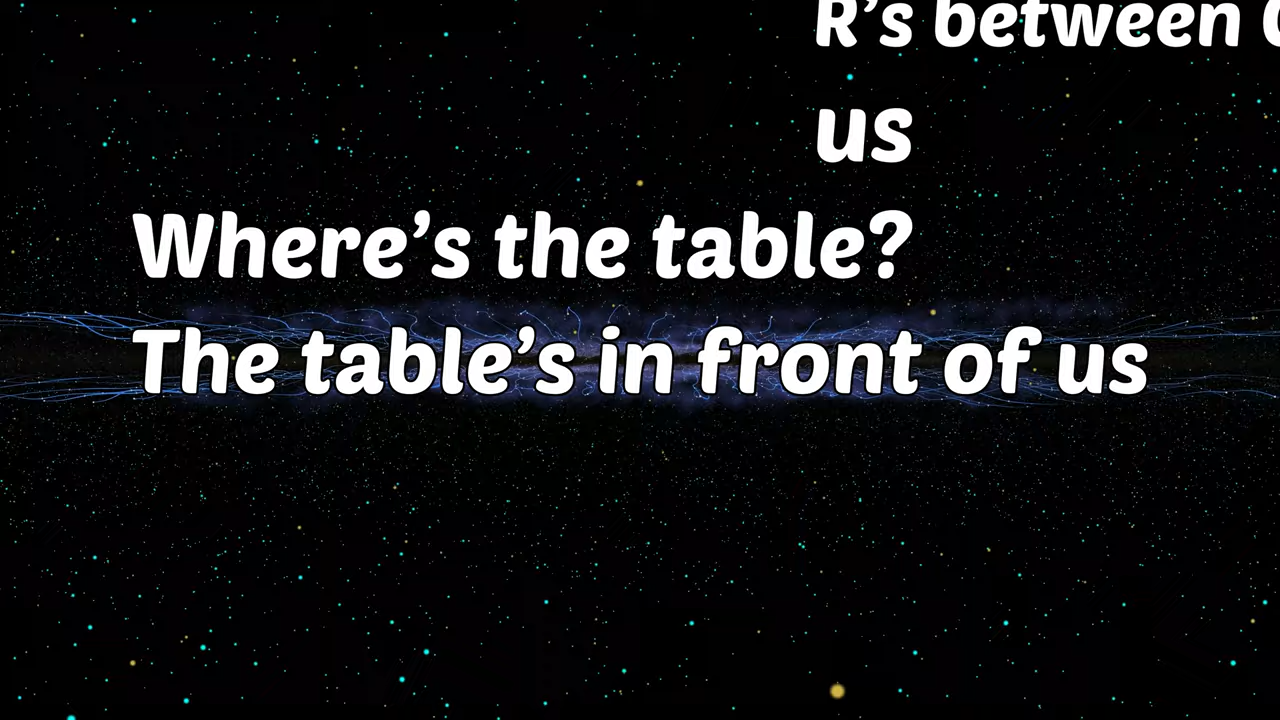 R’s between
us
Where’s the table?
The table’s in front of us